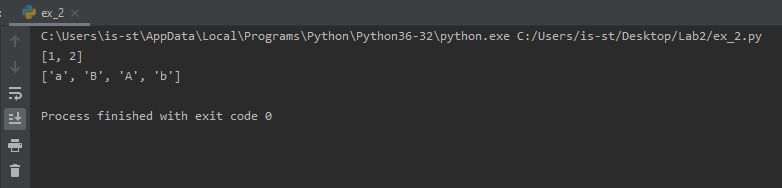 ex_2
C:\Users\is-st\AppData\Local\Programs\Python\Python36-32\python.exe C:/Users/is-st/Desktop/Lab2/ex_2.py
[1, 2]
['a', 'B', 'A', 'b']
Process finished with exit code 0